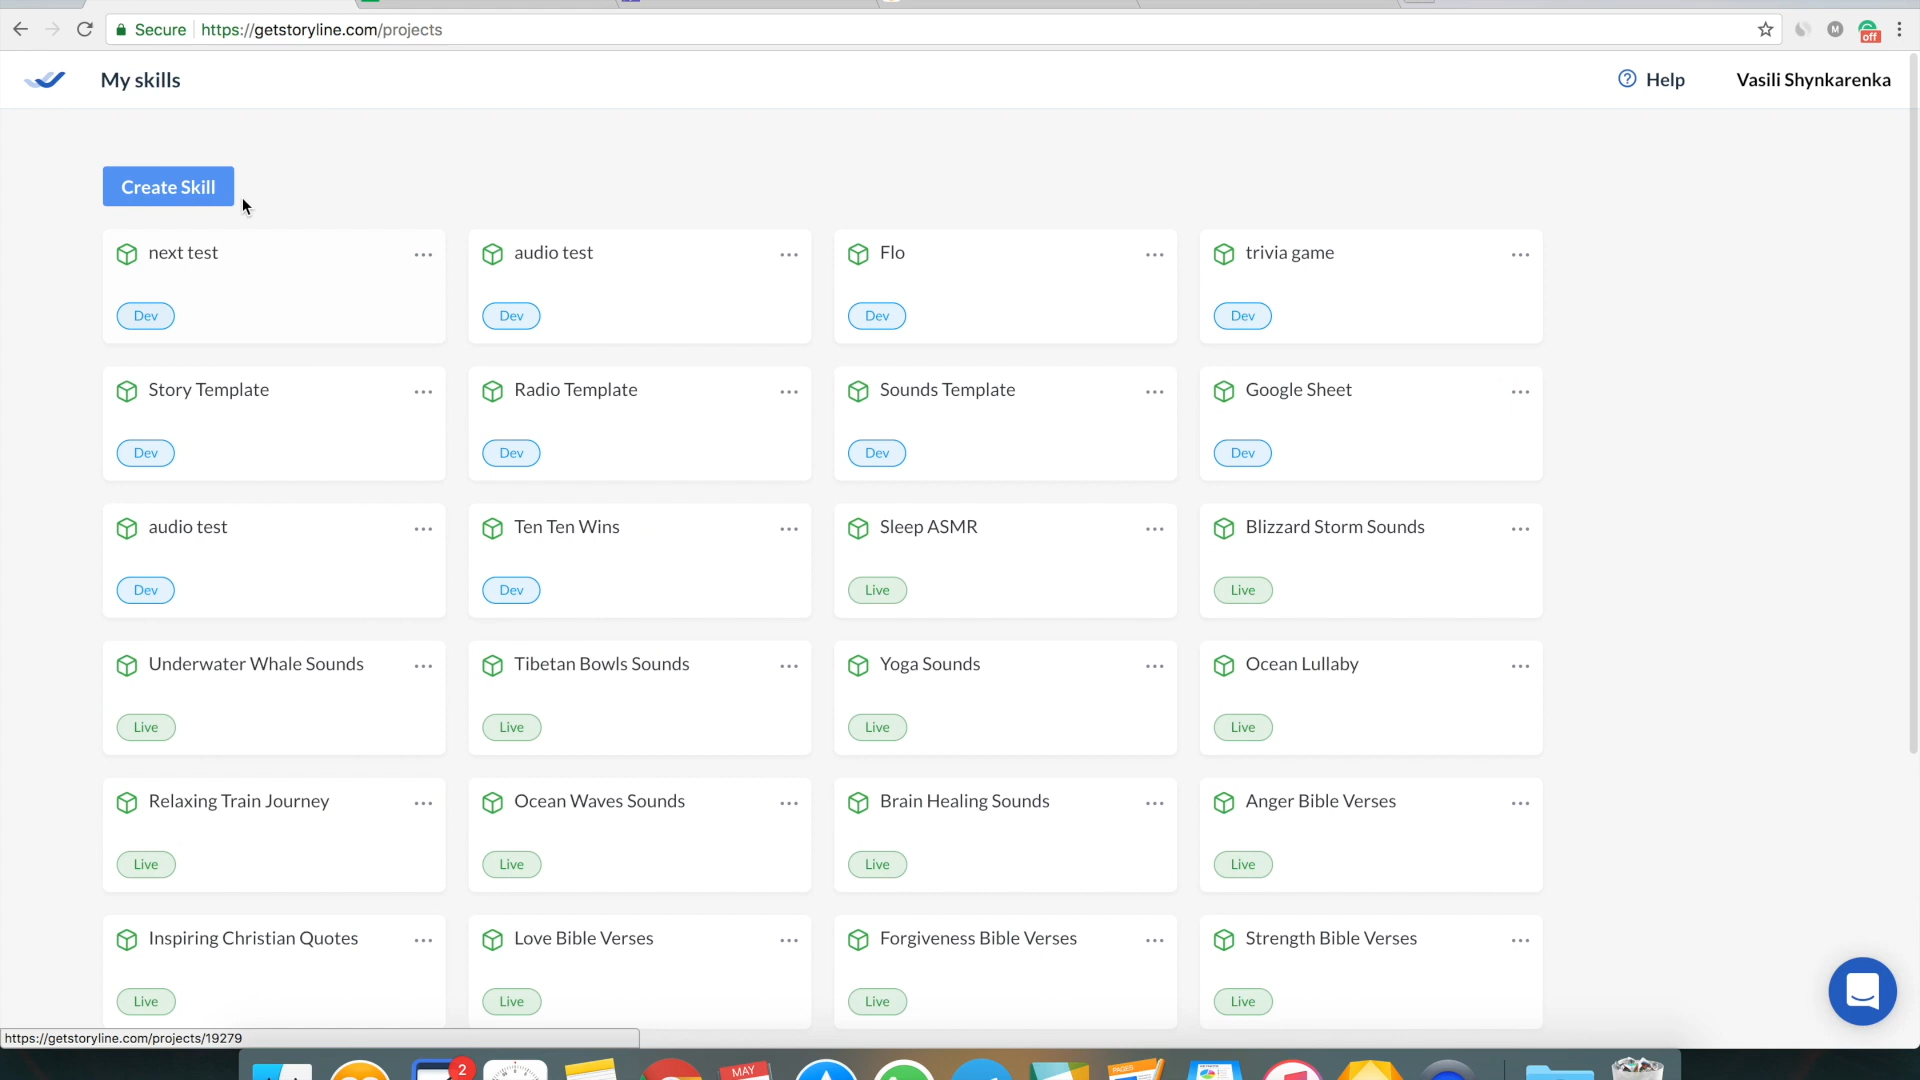 Secure https://getstoryline.com/projects
M
off
My skills
Help
Vasili Shynkarenka
Create Skill
next test
audio test
Flo
trivia game
Dev
Dev
Dev
Dev
Story Template
Radio Template
Sounds Template
Google Sheet
Dev
Dev
Dev
Dev
audio test
Ten Ten Wins
Sleep ASMR
Blizzard Storm Sounds
Dev
Dev
Live
Live
Underwater Whale Sounds
Tibetan Bowls Sounds
Yoga Sounds
Ocean Lullaby
Live
Live
Live
Live
Relaxing Train Journey
Ocean Waves Sounds
Brain Healing Sounds
Anger Bible Verses
Live
Live
Live
Live
Inspiring Christian Quotes
Love Bible Verses
Forgiveness Bible Verses
Strength Bible Verses
Live
Live
Live
Live
https://getstoryline.com/projects/19279
2
MAY
PAGES